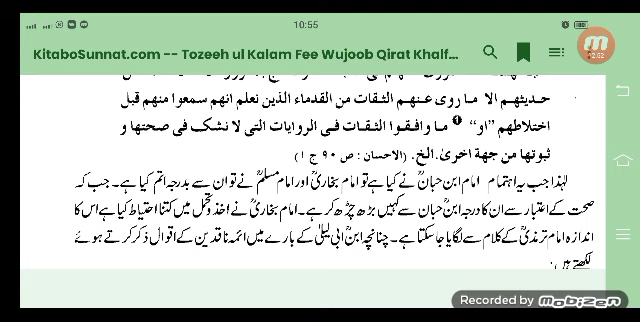 10:55
KitaboSunnat.com -- Tozeeh ul Kalam Fee Wujoob Qirat Khalf...
02:52
حديثهم الا ما روى عنهم الثقات من القدماء الذين نعلم انهم سمعوا منهم قبل
اختلاطهم "او" ❶ ما وافقوا الثقات فى الروايات التى لا نشك فى صحتها و
ثبوتها من جهة اخرىٰ. الخ. (الاحسان : ص ۹۰ ج ۱)
لہٰذا جب یہ اہتمام امام ابن حبانؒ نے کیا ہے تو امام بخاریؒ اور امام مسلمؒ نے تو ان سے بدرجہ اتم کیا ہے۔ جب کہ
صحت کے اعتبار سے ان کا درجہ ابنؒ حبان سے کہیں بڑھ چڑھ کر ہے۔ امام بخاریؒ نے اخذ و تحمل میں کتنا احتیاط کیا ہے اس کا
اندازہ امام ترمذیؒ کے کلام سے لگایا جا سکتا ہے۔ چنانچہ ابنؒ ابی لیلیٰ کے بارے میں ائمہ ناقدین کے اقوال ذکر کرتے ہوئے
لکھتے ہیں:
Recorded by mobizen